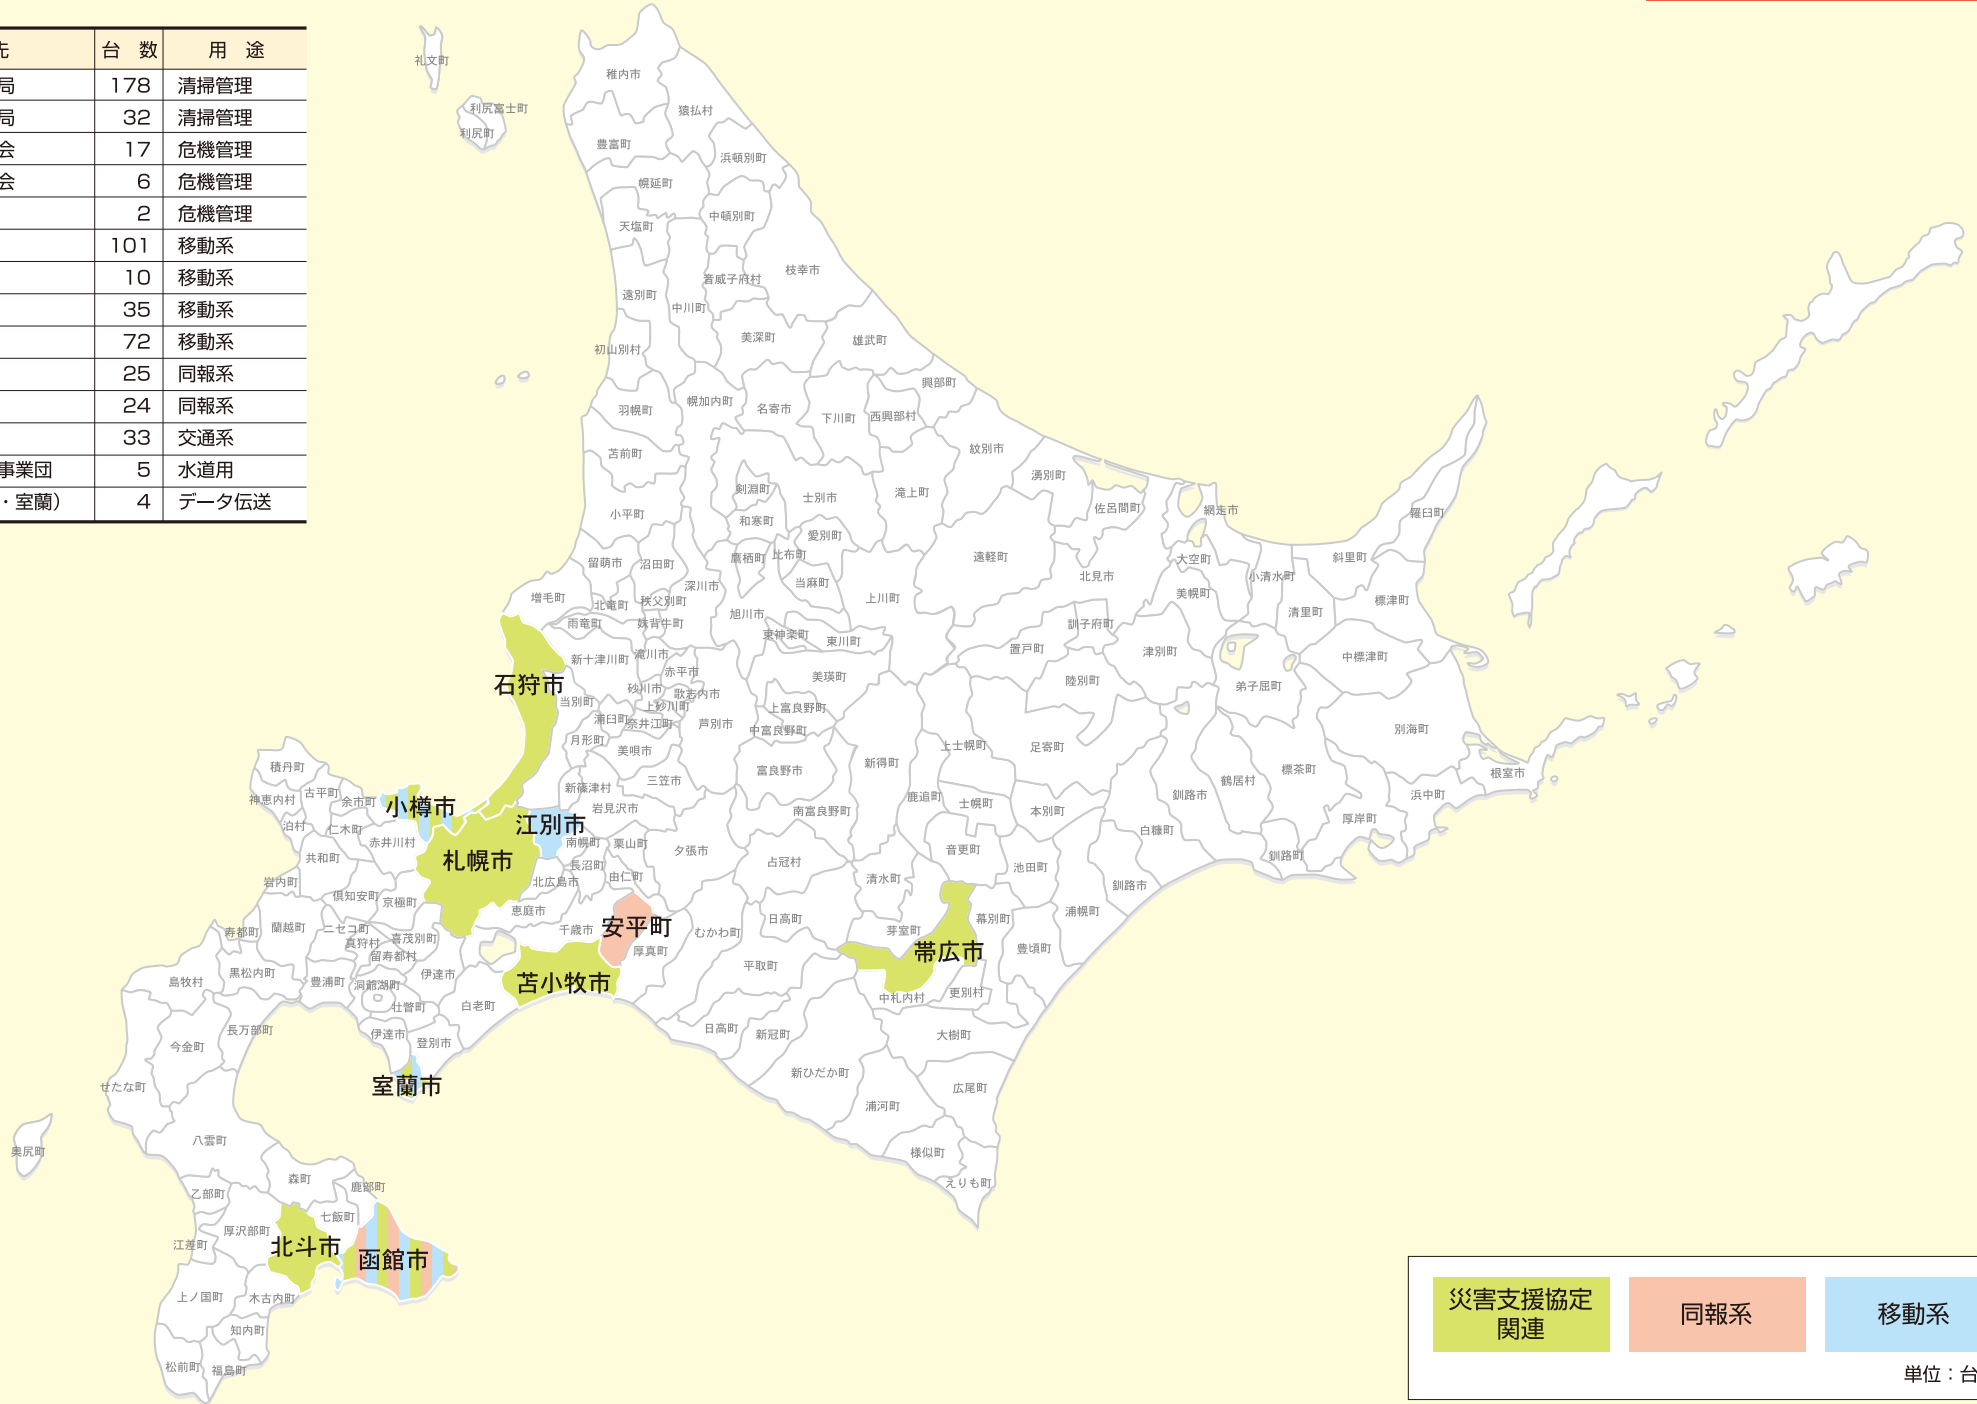 先 台 数 用 途
局 178 清掃管理
局 32 清掃管理
会 17 危機管理
会 6 危機管理
2 危機管理
101 移動系
10 移動系
35 移動系
72 移動系
25 同報系
24 同報系
33 交通系
事業団 5 水道用
・室蘭） 4 データ伝送
礼文町
利尻富士町
利尻町
稚内市
猿払村
豊富町
浜頓別町
幌延町
中頓別町
天塩町
枝幸市
音威子府村
遠別町
中川町
美深町
雄武町
初山別村
興部町
幌加内町
名寄市
羽幌町
下川町
西興部村
紋別市
苫前町
湧別町
剣淵町
士別市
滝上町
佐呂間町
網走市
羅臼町
小平町
和寒町
愛別町
遠軽町
鷹栖町
比布町
大空町
斜里町
留萌市
沼田町
深川市
当麻町
北見市
小清水町
増毛町
北竜町
秩父別町
上川町
美幌町
清里町
標津町
雨竜町
妹背牛町
旭川市
東神楽町
東川町
訓子府町
置戸町
津別町
中標津町
新十津川町
滝川市
赤平市
美瑛町
陸別町
弟子屈町
石狩市
砂川市
歌志内市
当別町
上砂川町
上富良野町
浦臼町
奈井江町
芦別市
中富良野町
別海町
月形町
美唄市
上士幌町
足寄町
積丹町
富良野市
新得町
標茶町
根室市
三笠市
鶴居村
新篠津村
古平町
神恵内村
余市町
小樽市
岩見沢市
南富良野町
鹿追町
士幌町
本別町
釧路市
浜中町
泊村
仁木町
江別市
厚岸町
赤井川村
南幌町
栗山町
夕張市
白糠町
音更町
共和町
札幌市
長沼町
占冠村
池田町
釧路町
岩内町
北広島市
由仁町
清水町
釧路市
倶知安町
京極町
恵庭市
日高町
幕別町
浦幌町
寿都町
蘭越町
ニセコ町
真狩村
喜茂別町
千歳市
安平町
むかわ町
芽室町
留寿都村
厚真町
帯広市
豊頃町
島牧村
黒松内町
豊浦町
洞爺湖町
伊達市
苫小牧市
平取町
中札内村
更別村
壮瞥町
白老町
長万部町
伊達市
登別市
日高町
新冠町
大樹町
今金町
室蘭市
新ひだか町
広尾町
せたな町
浦河町
八雲町
様似町
奥尻町
森町
鹿部町
えりも町
乙部町
七飯町
厚沢部町
江差町
北斗市
函館市
上ノ国町
木古内町
知内町
松前町
福島町
災害支援協定
関連
同報系
移動系
単位：台